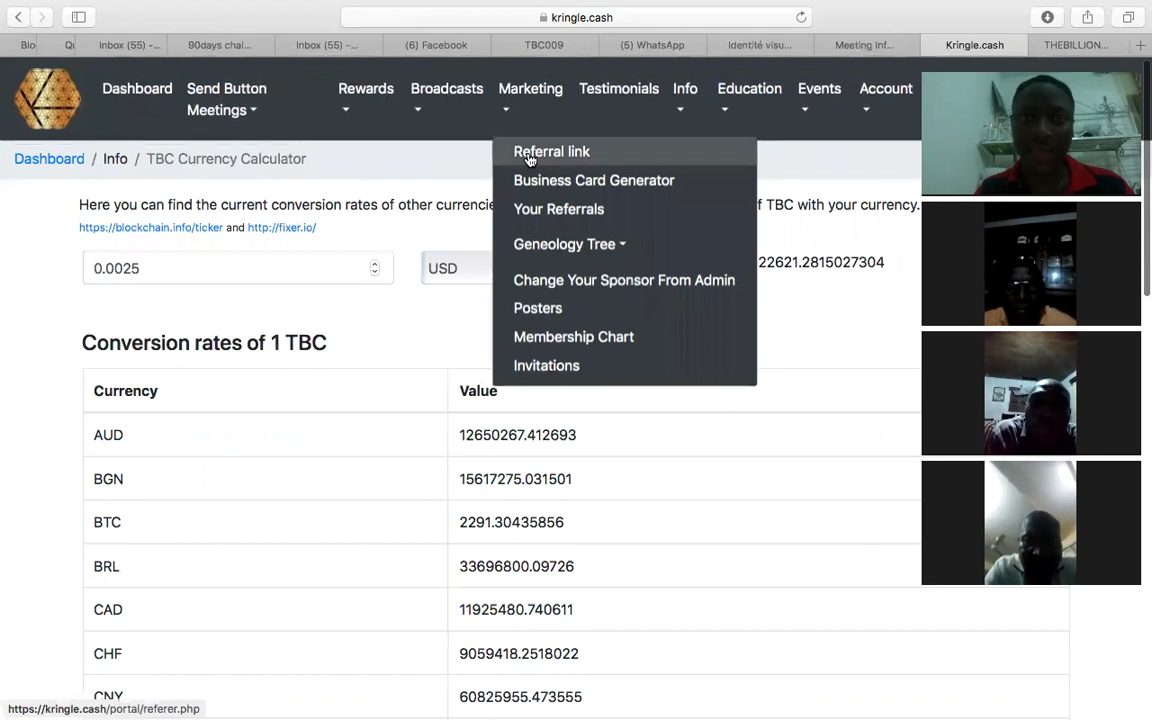 kringle.cash
Blo
Qu
Inbox (55) -...
90days chal...
Inbox (55) -...
(6) Facebook
TBC009
(5) WhatsApp
Identité visu...
Meeting Inf...
Kringle.cash
THEBILLION...
Dashboard
Send Button
Rewards
Broadcasts
Marketing
Testimonials
Info
Education
Events
Account
Meetings
Dashboard / Info / TBC Currency Calculator
Referral link
Business Card Generator
Your Referrals
Geneology Tree
Change Your Sponsor From Admin
Posters
Membership Chart
Invitations
Here you can find the current conversion rates of other currencie
of TBC with your currency.
https://blockchain.info/ticker and http://fixer.io/
0.0025
USD
22621.2815027304
Conversion rates of 1 TBC
Currency
Value
AUD
12650267.412693
BGN
15617275.031501
BTC
2291.30435856
BRL
33696800.09726
CAD
11925480.740611
CHF
9059418.2518022
CNY
60825955.473555
https://kringle.cash/portal/referer.php